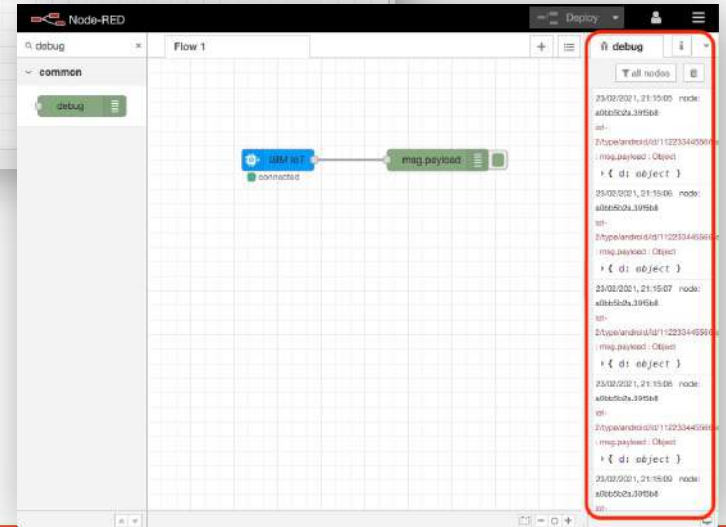 Node-RED
Deploy
debug
Flow 1
debug
all nodes
common
debug
IBM IoT
connected
msg.payload
23/02/2021, 21:15:05 node:
a0bb5b2a.39f5b8
iot-
2/type/android/id/112233445566
: msg.payload : Object
{ d: object }
23/02/2021, 21:15:06 node:
a0bb5b2a.39f5b8
iot-
2/type/android/id/112233445566
: msg.payload : Object
{ d: object }
23/02/2021, 21:15:07 node:
a0bb5b2a.39f5b8
iot-
2/type/android/id/112233445566
: msg.payload : Object
{ d: object }
23/02/2021, 21:15:08 node:
a0bb5b2a.39f5b8
iot-
2/type/android/id/112233445566
: msg.payload : Object
{ d: object }
23/02/2021, 21:15:09 node:
a0bb5b2a.39f5b8
iot-